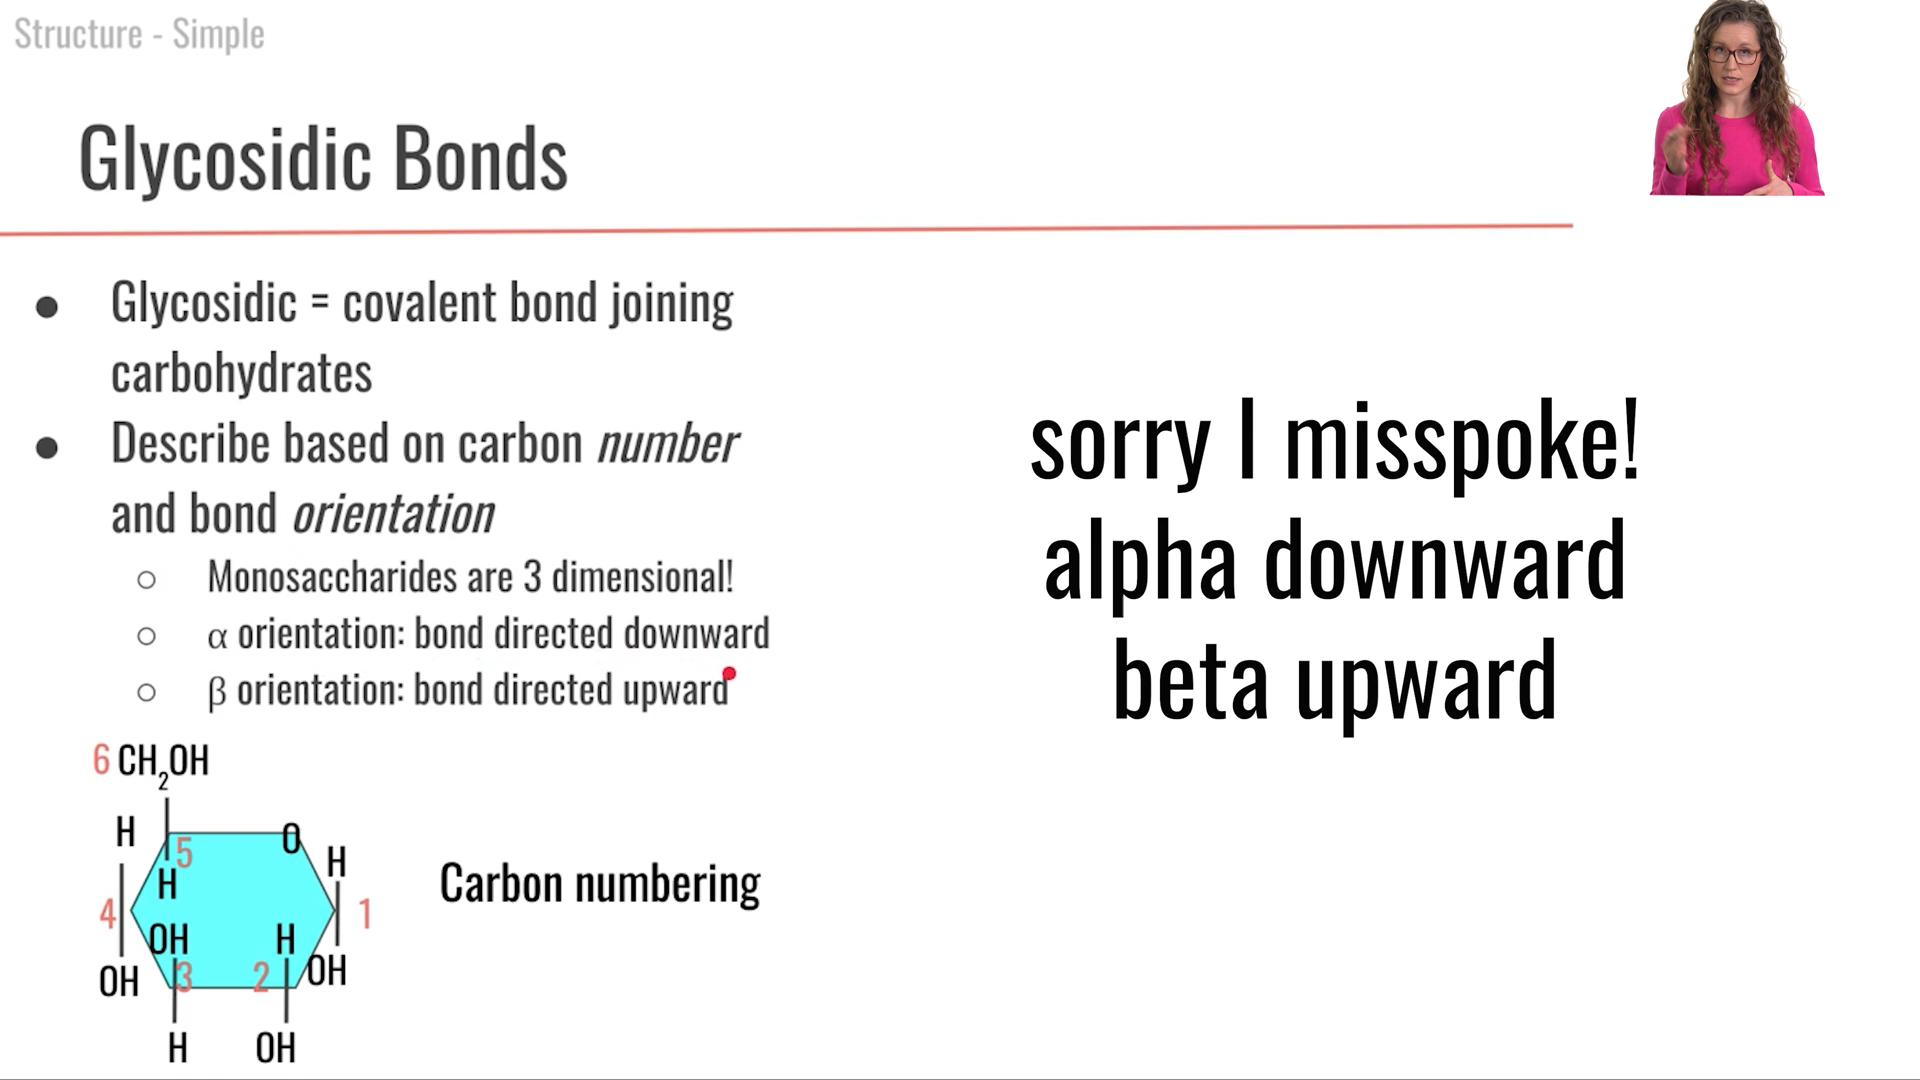 Structure - Simple
Glycosidic Bonds
● Glycosidic = covalent bond joining
carbohydrates
● Describe based on carbon number
and bond orientation
○ Monosaccharides are 3 dimensional!
○ α orientation: bond directed downward
○ β orientation: bond directed upward
sorry I misspoke!
alpha downward
beta upward
6 CH2OH
H
5
O
H
H
4
1
Carbon numbering
OH
H
OH
3
2
OH
H
OH